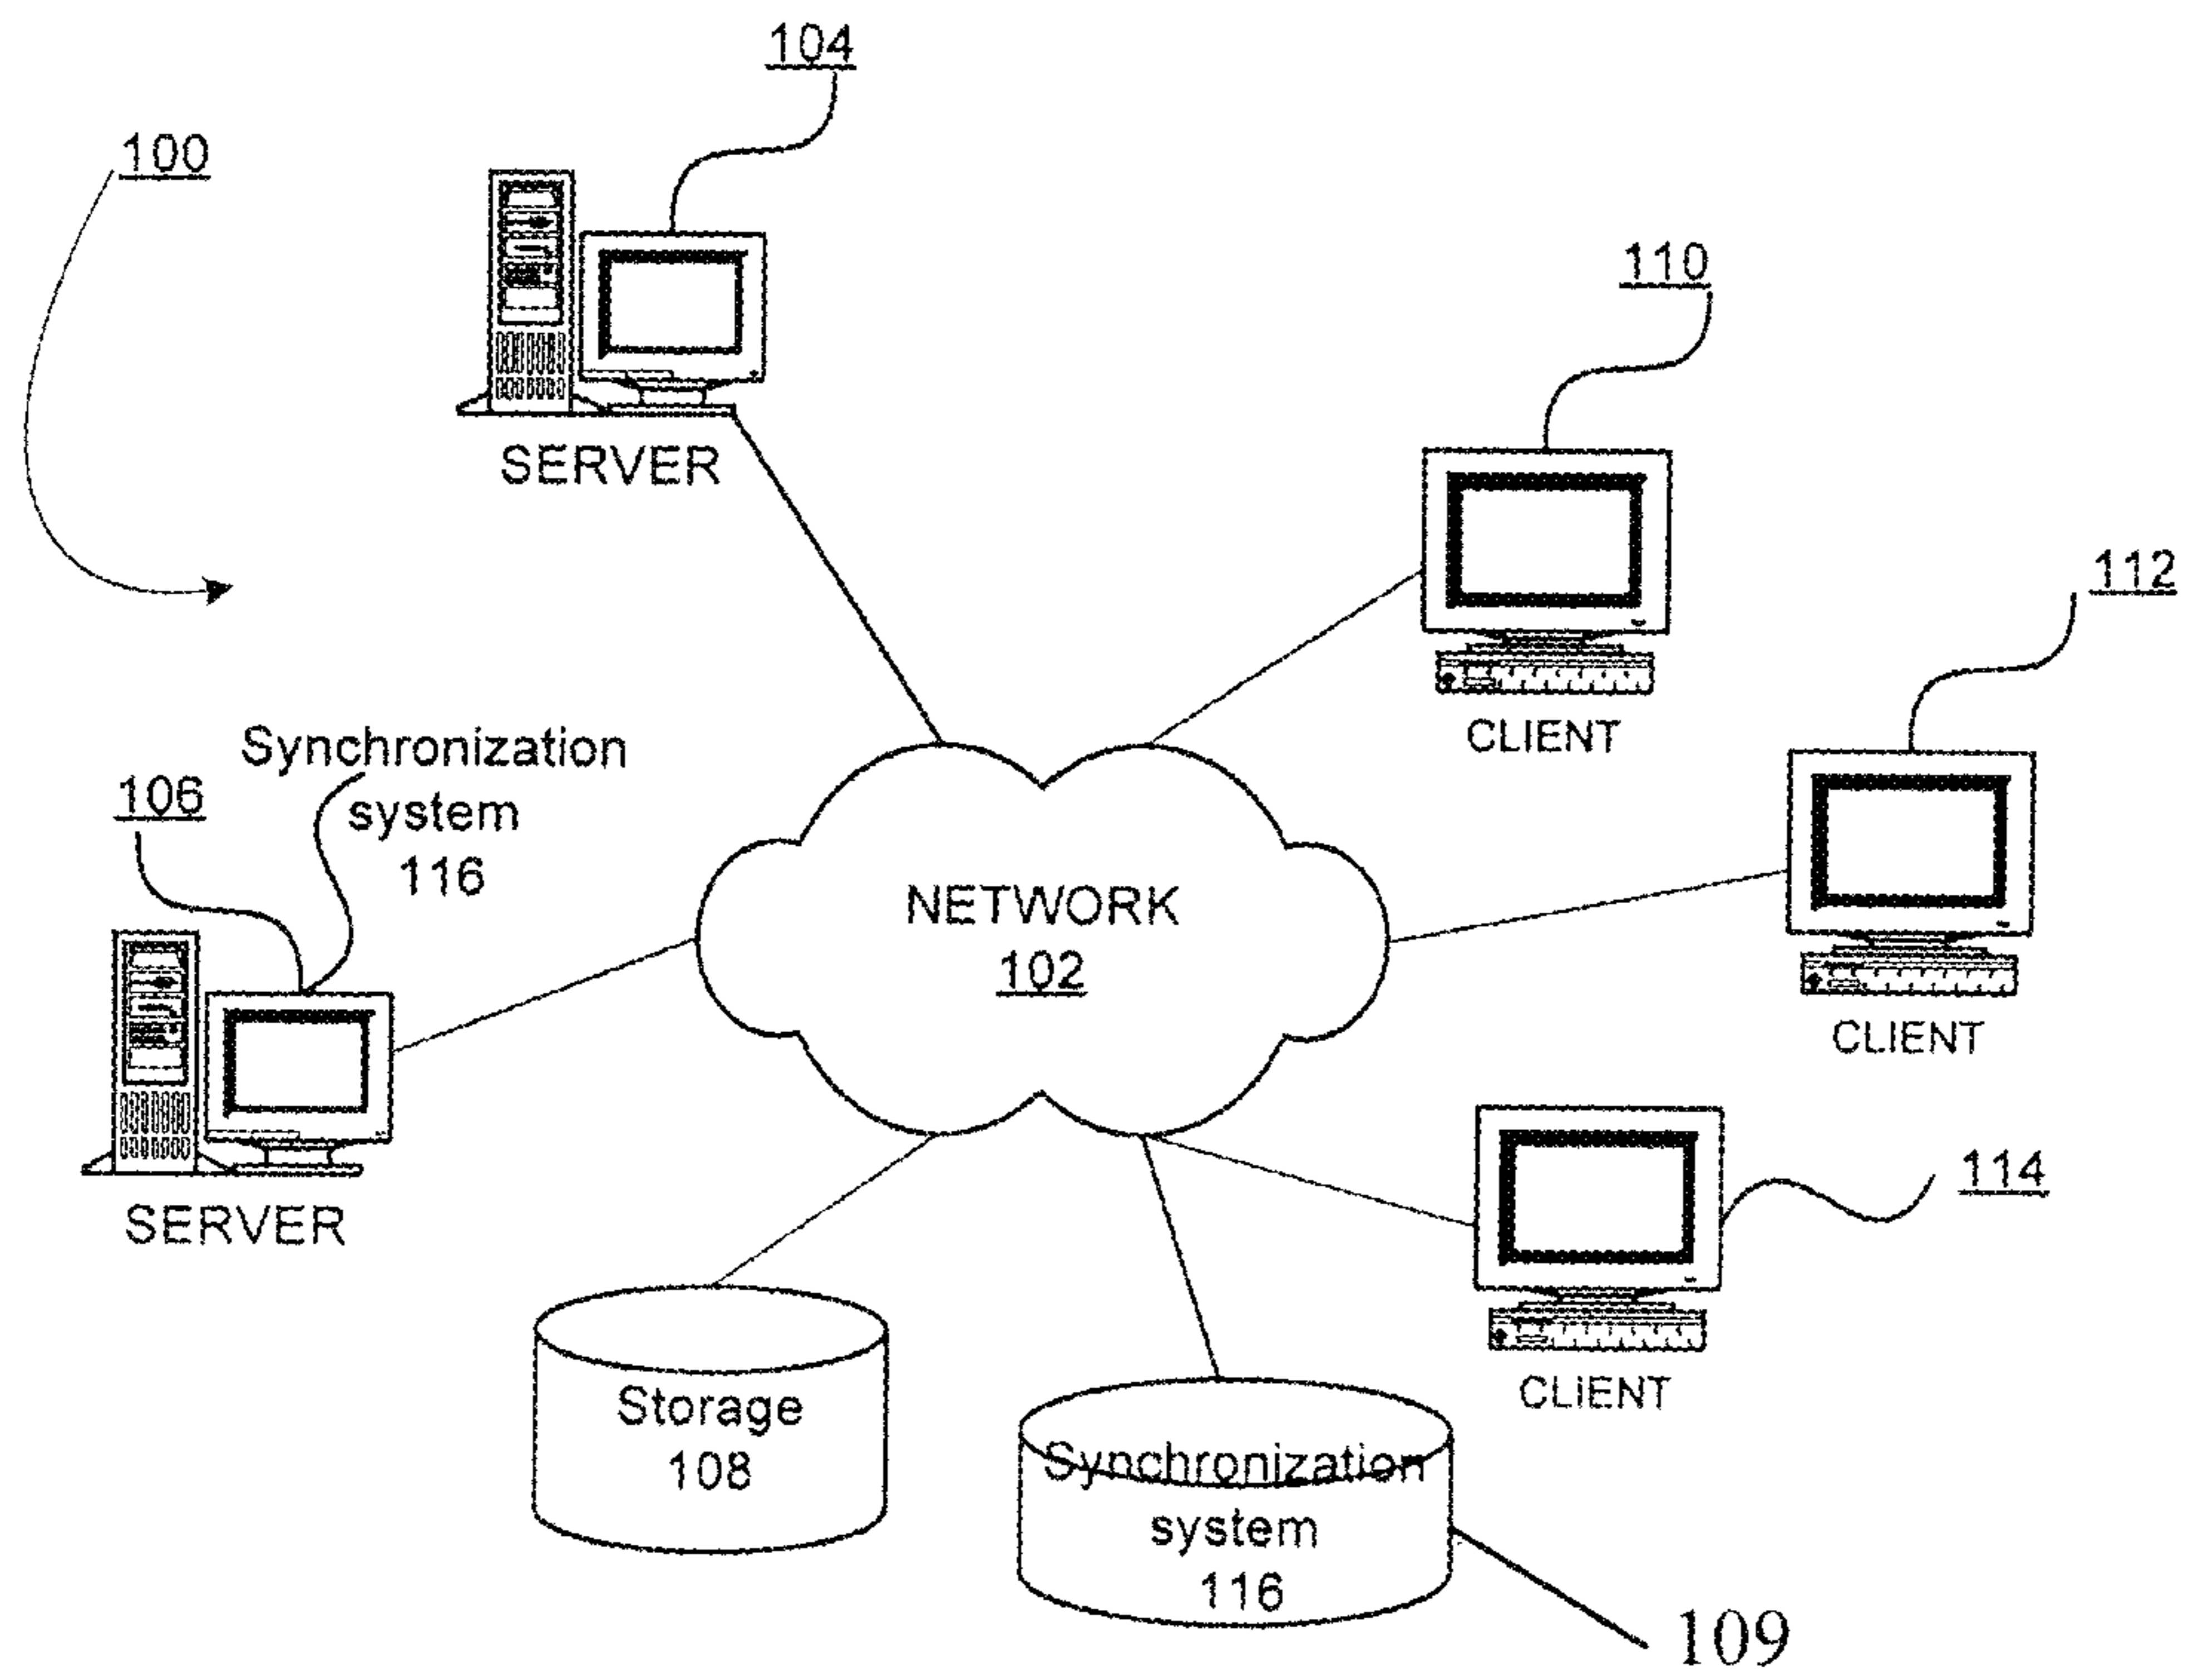 104
100
SERVER
110
CLIENT
112
CLIENT
Synchronization
system
116
106
SERVER
NETWORK
102
114
CLIENT
Storage
108
Synchronization
system
116
109